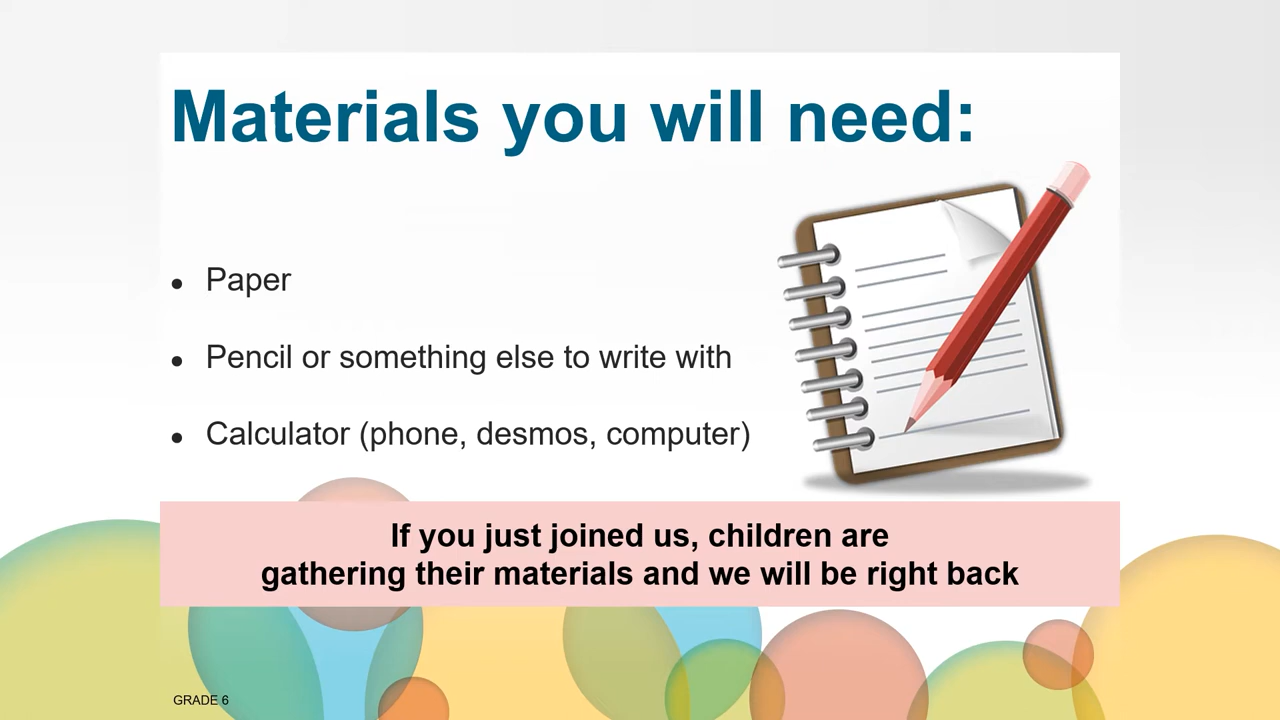 Materials you will need:
● Paper
● Pencil or something else to write with
● Calculator (phone, desmos, computer)
If you just joined us, children are
gathering their materials and we will be right back
GRADE 6